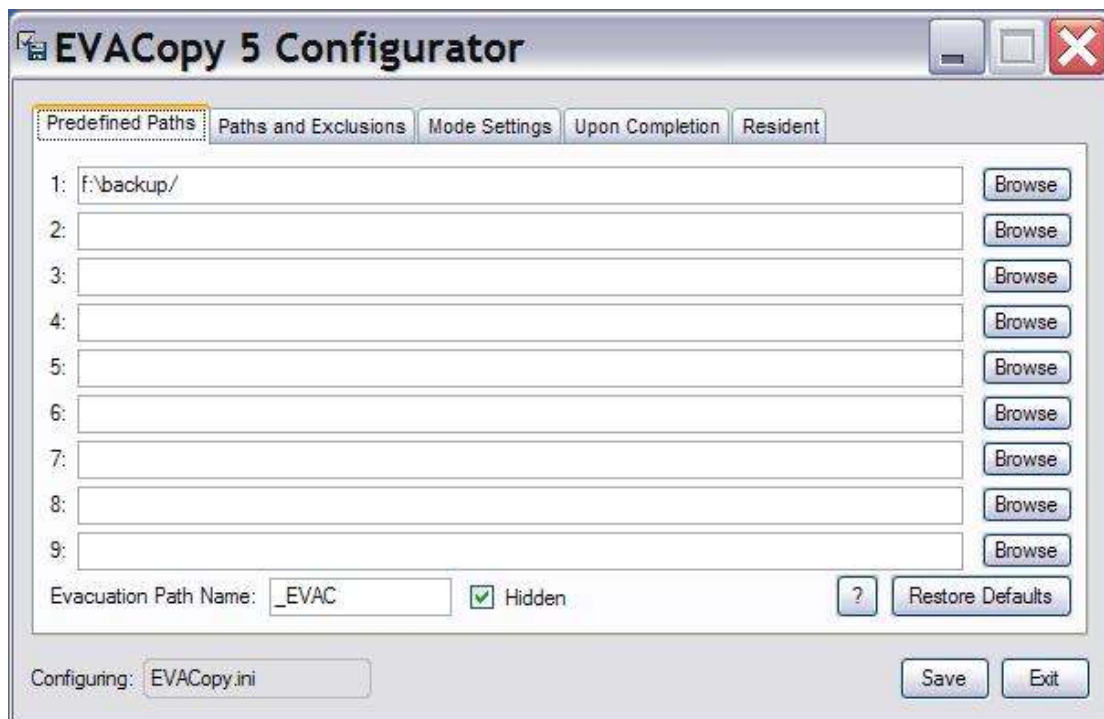 EVACopy 5 Configurator
Predefined Paths Paths and Exclusions Mode Settings Upon Completion Resident
1: f:\backup/ Browse
2: Browse
3: Browse
4: Browse
5: Browse
6: Browse
7: Browse
8: Browse
9: Browse
Evacuation Path Name: _EVAC Hidden ? Restore Defaults
Configuring: EVACopy.ini Save Exit